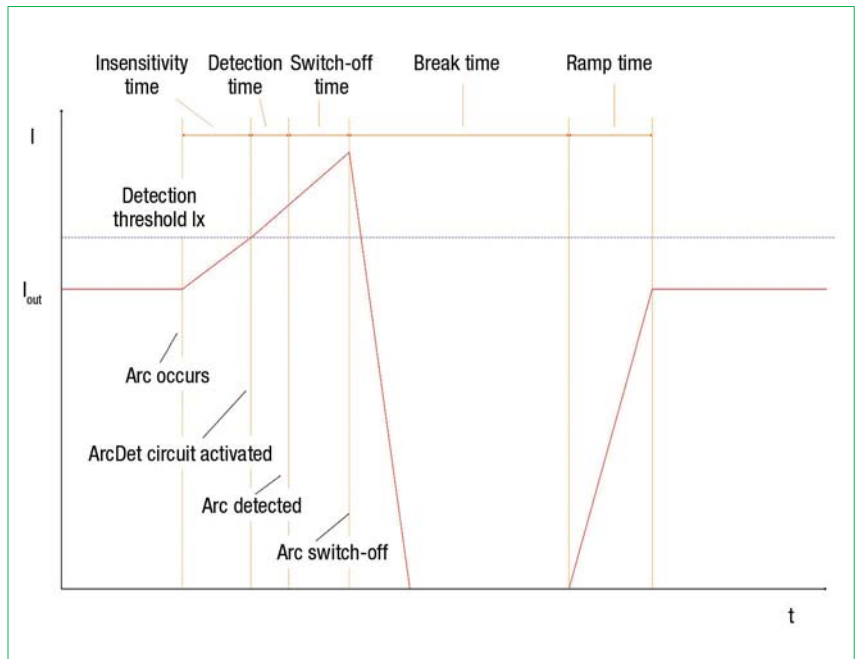 Insensitivity time
Detection time
Switch-off time
Break time
Ramp time
I
Detection
threshold Ix
I_out
Arc occurs
ArcDet circuit activated
Arc detected
Arc switch-off
t